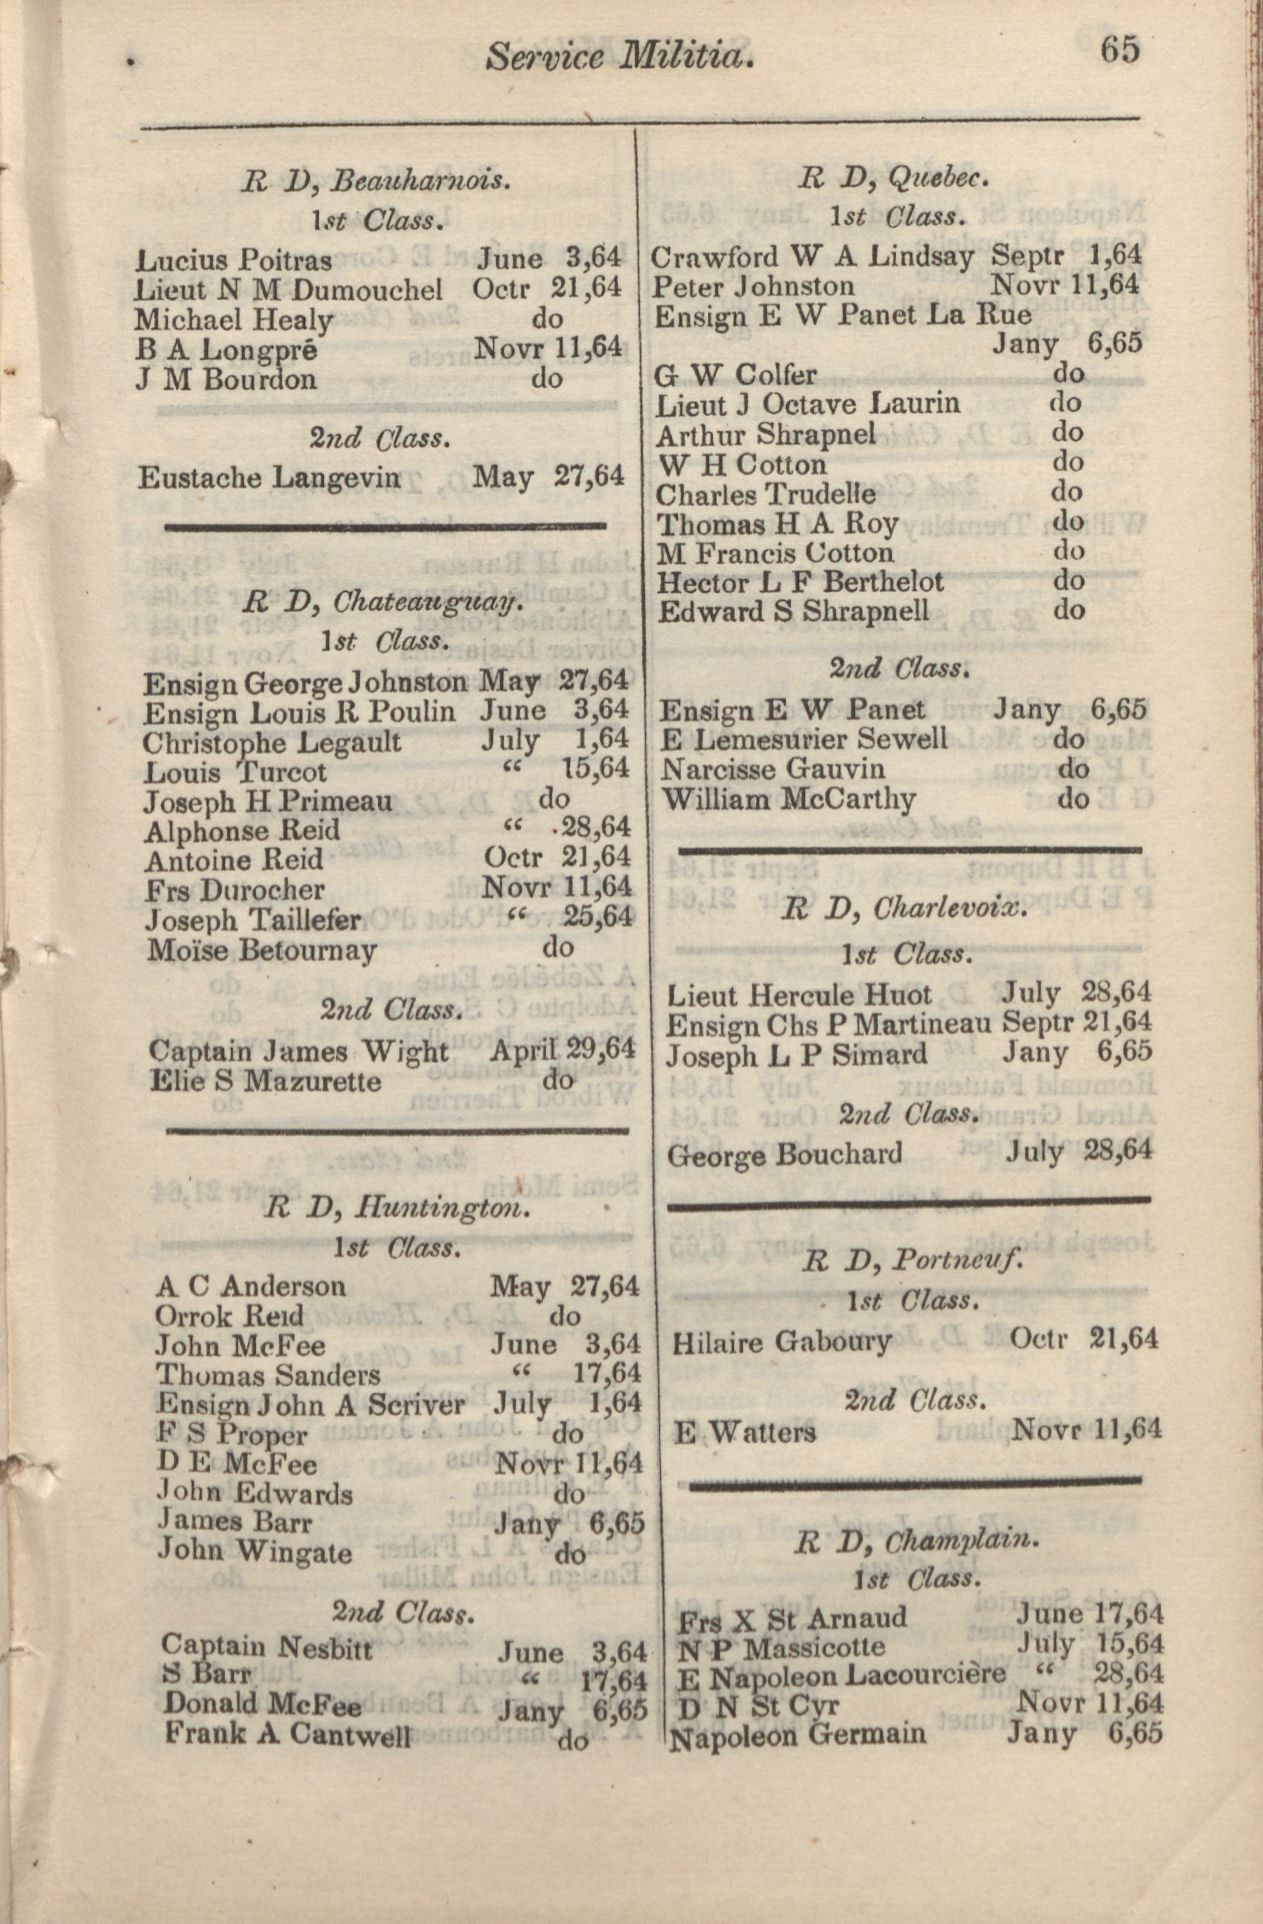 Service Militia.
65
R D, Beauharnois.
1st Class.
Lucius Poitras June 3,64
Lieut N M Dumouchel Octr 21,64
Michael Healy do
B A Longpré Novr 11,64
J M Bourdon do
2nd Class.
Eustache Langevin May 27,64
R D, Chateauguay.
1st Class.
Ensign George Johnston May 27,64
Ensign Louis R Poulin June 3,64
Christophe Legault July 1,64
Louis Turcot “ 15,64
Joseph H Primeau do
Alphonse Reid “ 28,64
Antoine Reid Octr 21,64
Frs Durocher Novr 11,64
Joseph Taillefer “ 25,64
Moïse Betournay do
2nd Class.
Captain James Wight April 29,64
Elie S Mazurette do
R D, Huntington.
1st Class.
A C Anderson May 27,64
Orrok Reid do
John McFee June 3,64
Thomas Sanders “ 17,64
Ensign John A Scriver July 1,64
F S Proper do
D E McFee Novr 11,64
John Edwards do
James Barr Jany 6,65
John Wingate do
2nd Class.
Captain Nesbitt June 3,64
S Barr “ 17,64
Donald McFee Jany 6,65
Frank A Cantwell do
R D, Quebec.
1st Class.
Crawford W A Lindsay Septr 1,64
Peter Johnston Novr 11,64
Ensign E W Panet La Rue
Jany 6,65
G W Colfer do
Lieut J Octave Laurin do
Arthur Shrapnel do
W H Cotton do
Charles Trudelle do
Thomas H A Roy do
M Francis Cotton do
Hector L F Berthelot do
Edward S Shrapnell do
2nd Class.
Ensign E W Panet Jany 6,65
E Lemesurier Sewell do
Narcisse Gauvin do
William McCarthy do
R D, Charlevoix.
1st Class.
Lieut Hercule Huot July 28,64
Ensign Chs P Martineau Septr 21,64
Joseph L P Simard Jany 6,65
2nd Class.
George Bouchard July 28,64
R D, Portneuf.
1st Class.
Hilaire Gaboury Octr 21,64
2nd Class.
E Watters Novr 11,64
R D, Champlain.
1st Class.
Frs X St Arnaud June 17,64
N P Massicotte July 15,64
E Napoleon Lacourcière “ 28,64
D N St Cyr Novr 11,64
Napoleon Germain Jany 6,65